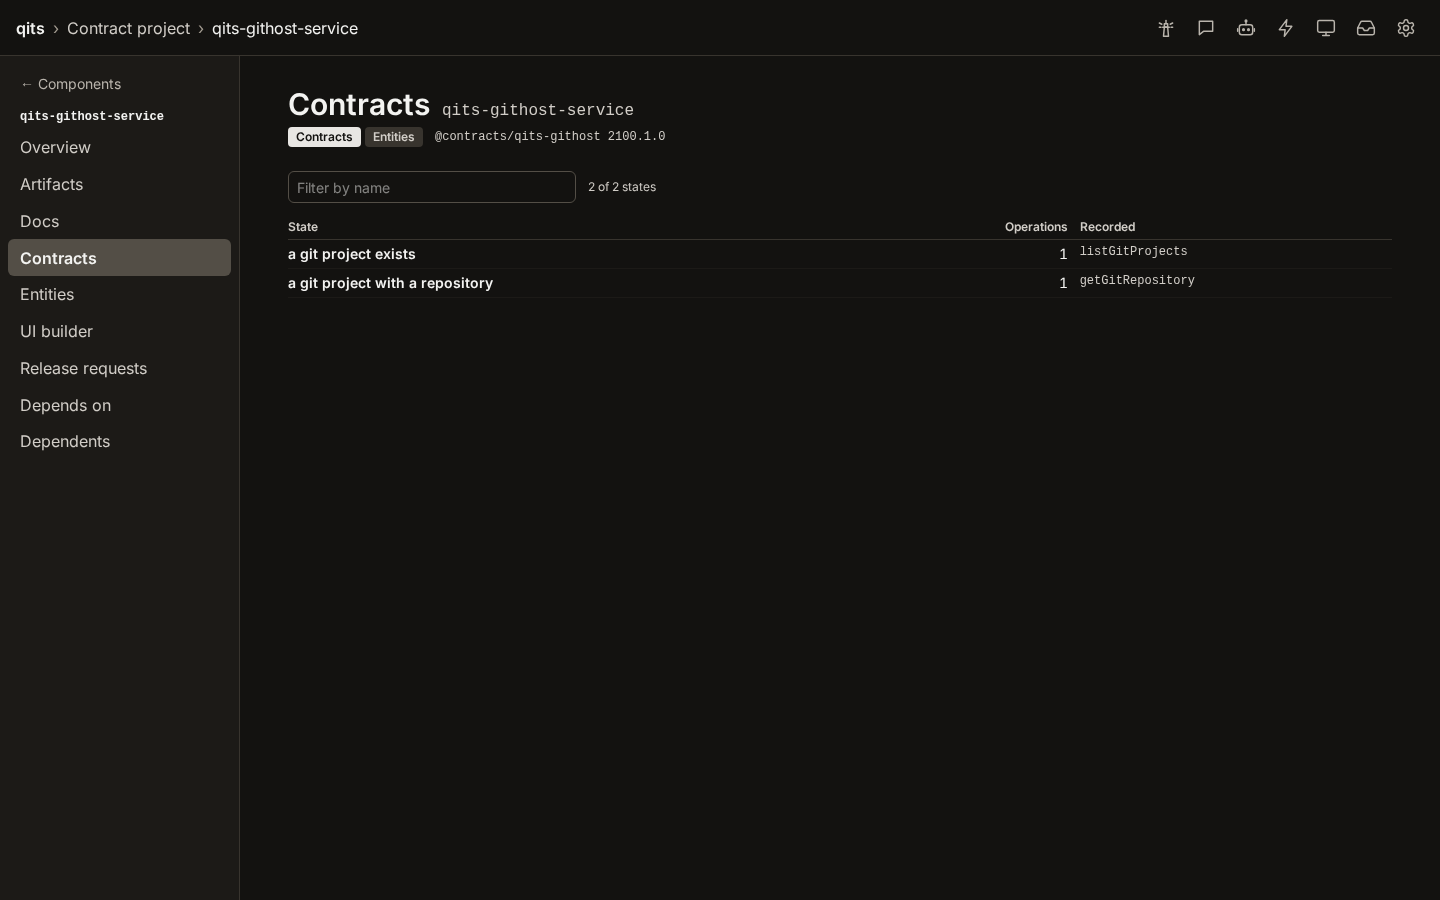 qits › Contract project › qits-githost-service
← Components
qits-githost-service
Overview
Artifacts
Docs
Contracts
Entities
UI builder
Release requests
Depends on
Dependents
Contracts qits-githost-service
Contracts Entities @contracts/qits-githost 2100.1.0
Filter by name 2 of 2 states
State Operations Recorded
a git project exists 1 listGitProjects
a git project with a repository 1 getGitRepository